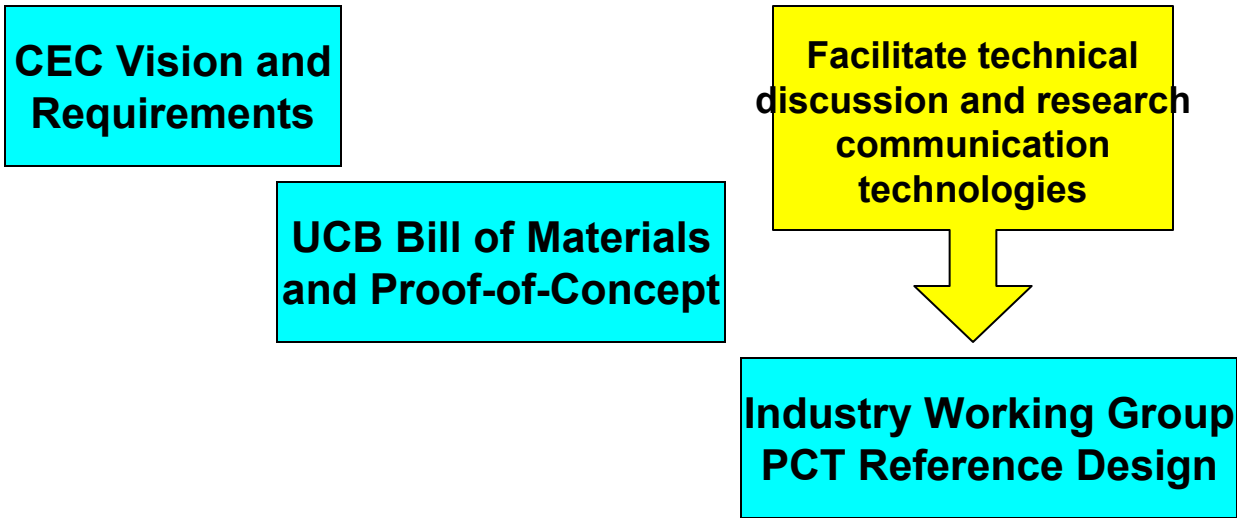 CEC Vision and
Requirements
Facilitate technical
discussion and research
communication
technologies
UCB Bill of Materials
and Proof-of-Concept
Industry Working Group
PCT Reference Design